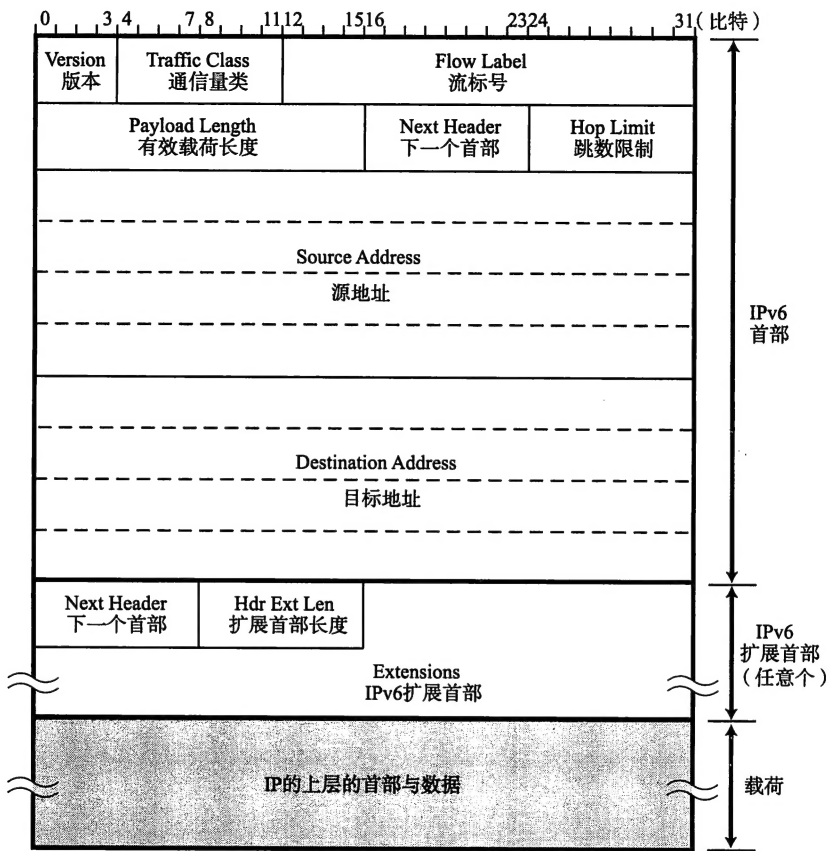 0 3 4 7 8 11 12 15 16 23 24 31(比特)
Version
版本
Traffic Class
通信量类
Flow Label
流标号
Payload Length
有效载荷长度
Next Header
下一个首部
Hop Limit
跳数限制
Source Address
源地址
IPv6
首部
Destination Address
目标地址
Next Header
下一个首部
Hdr Ext Len
扩展首部长度
Extensions
IPv6扩展首部
IPv6
扩展首部
(任意个)
IP的上层的首部与数据
载荷